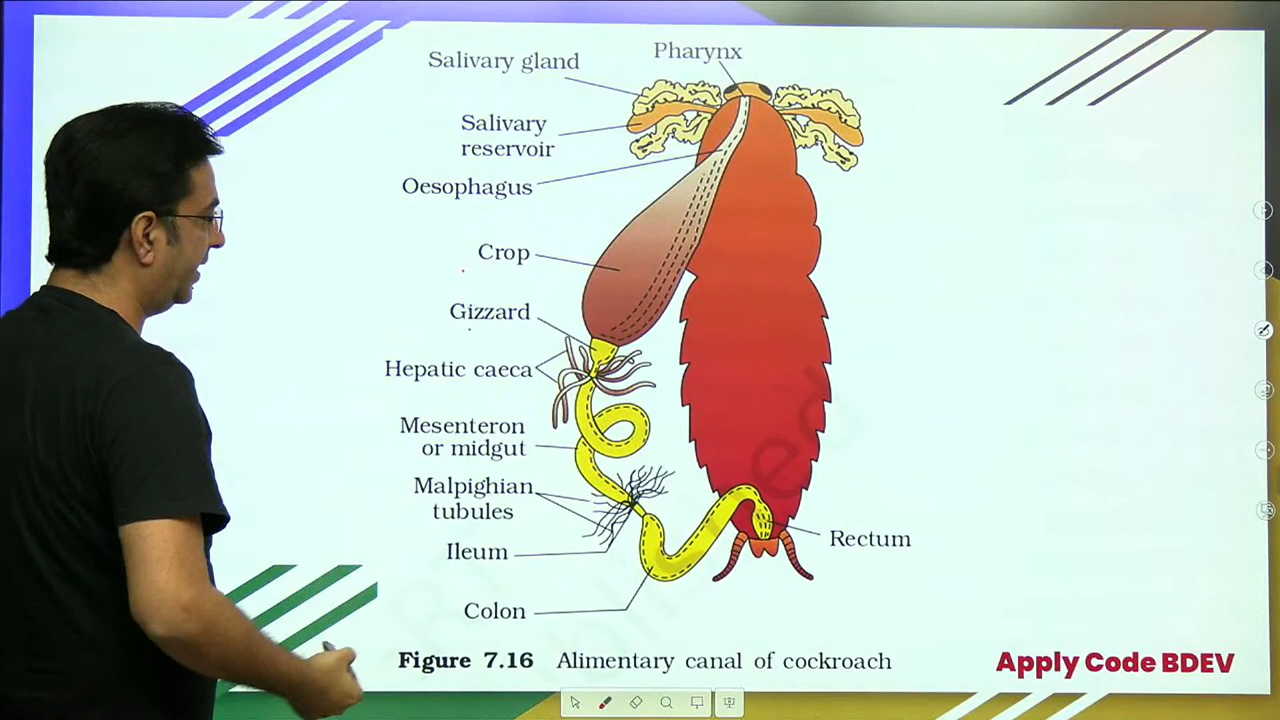 Pharynx
Salivary gland
Salivary
reservoir
Oesophagus
Crop
Gizzard
Hepatic caeca
Mesenteron
or midgut
Malpighian
tubules
Ileum
Rectum
Colon
Figure 7.16 Alimentary canal of cockroach
Apply Code BDEV